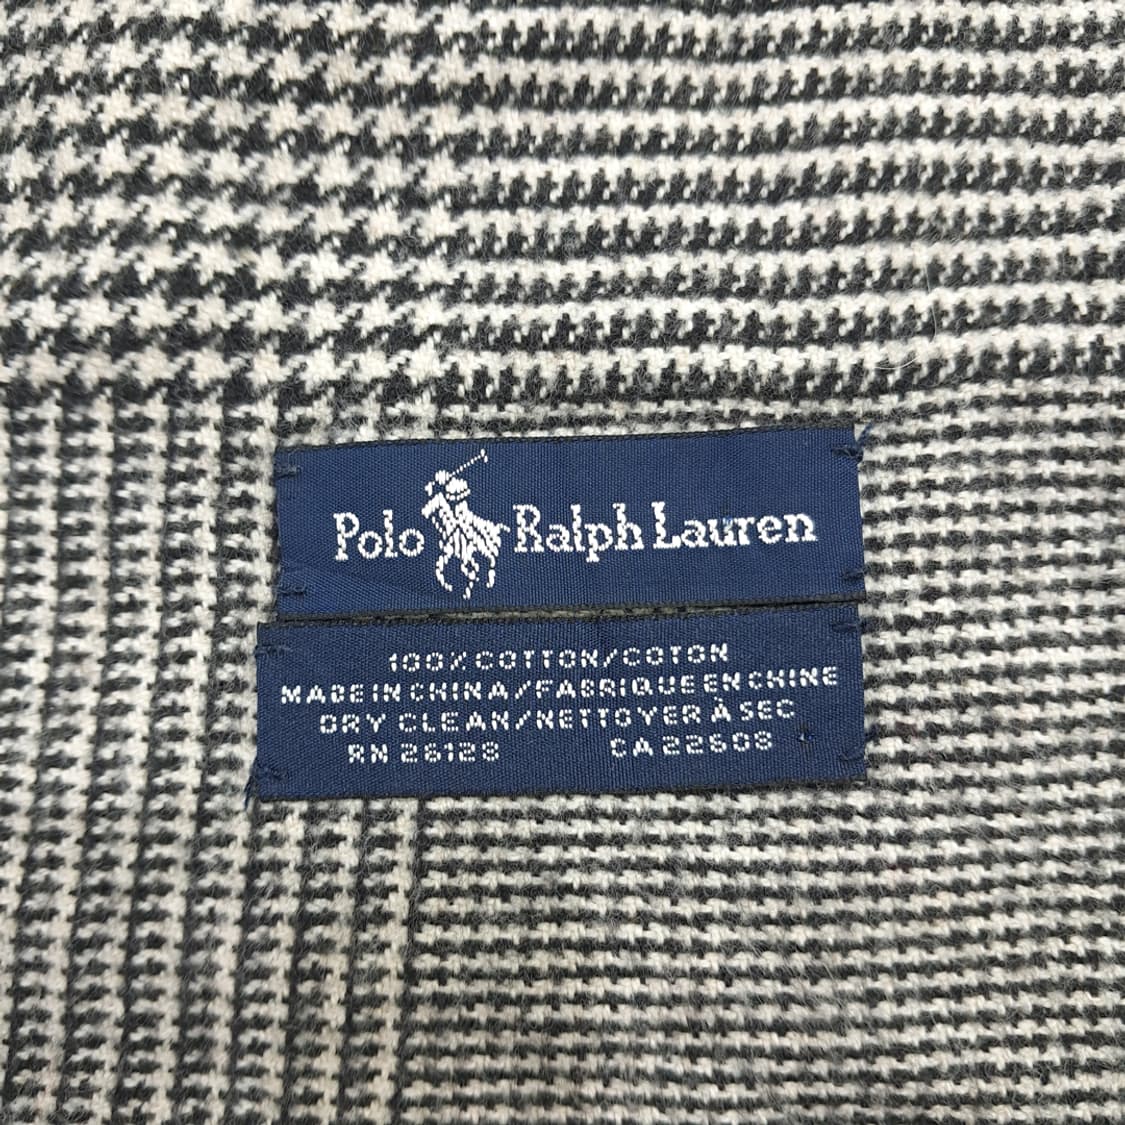 Polo Ralph Lauren
100% COTTON/COTON
MADE IN CHINA/FABRIQUE EN CHINE
DRY CLEAN/NETTOYER À SEC
RN 26128 CA 22608